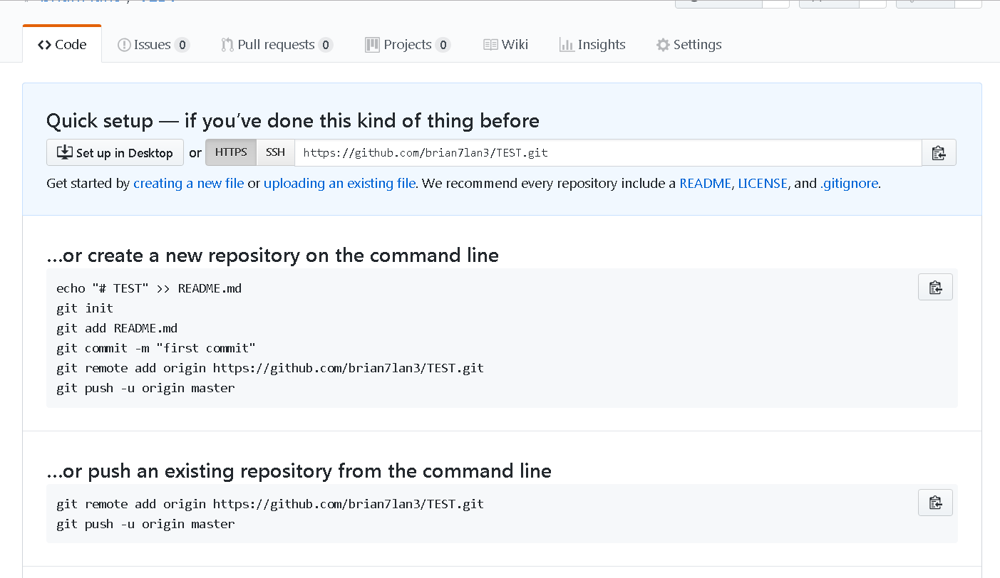 Code Issues 0 Pull requests 0 Projects 0 Wiki Insights Settings
Quick setup — if you’ve done this kind of thing before
Set up in Desktop or HTTPS SSH https://github.com/brian7lan3/TEST.git
Get started by creating a new file or uploading an existing file. We recommend every repository include a README, LICENSE, and .gitignore.
…or create a new repository on the command line
echo "# TEST" >> README.md
git init
git add README.md
git commit -m "first commit"
git remote add origin https://github.com/brian7lan3/TEST.git
git push -u origin master
…or push an existing repository from the command line
git remote add origin https://github.com/brian7lan3/TEST.git
git push -u origin master